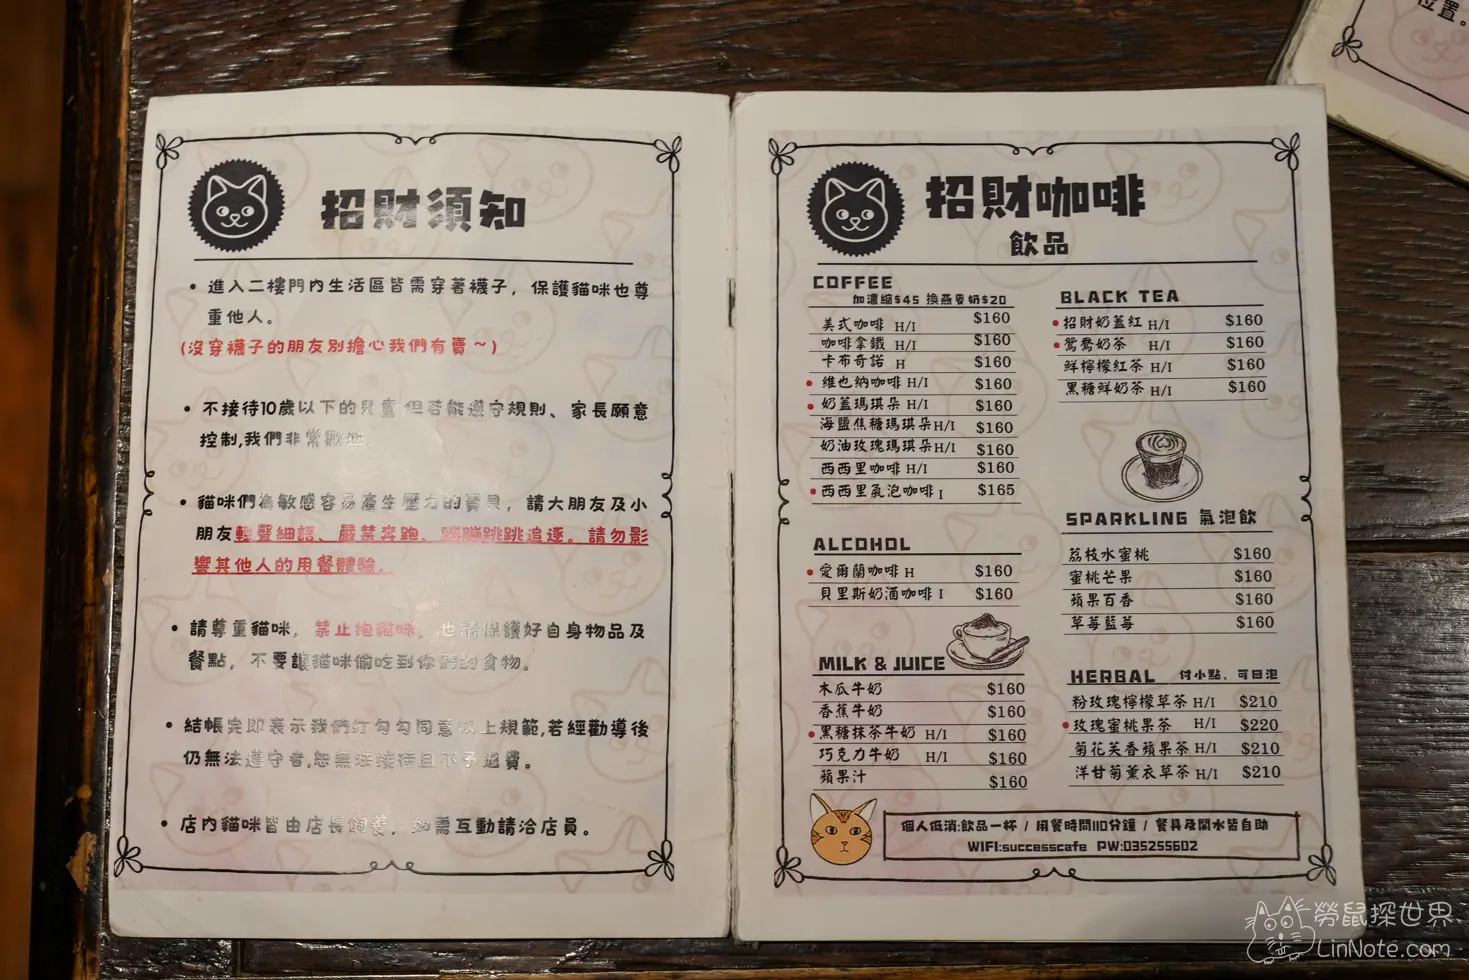 招財須知
• 進入二樓門內生活區皆需穿著襪子，保護貓咪也尊
重他人。
(沒穿襪子的朋友別擔心我們有賣～)
• 不接待10歲以下的兒童,但若能遵守規則、家長願意
控制,我們非常歡迎。
• 貓咪們為敏感容易產生壓力的寶貝，請大朋友及小
朋友輕聲細語、嚴禁奔跑、蹦蹦跳跳追逐。請勿影
響其他人的用餐體驗。
• 請尊重貓咪，禁止抱貓咪，也請保護好自身物品及
餐點，不要讓貓咪偷吃到你們的食物。
• 結帳完即表示我們打勾勾同意以上規範,若經勸導後
仍無法遵守者,恕無法接待且不予退費。
• 店內貓咪皆由店長飼養，如需互動請洽店員。
招財咖啡
飲品
COFFEE
加濃縮$45 換燕麥奶$20
美式咖啡 H/I $160
咖啡拿鐵 H/I $160
卡布奇諾 H $160
• 維也納咖啡 H/I $160
• 奶蓋瑪琪朵 H/I $160
海鹽焦糖瑪琪朵H/I $160
奶油玫瑰瑪琪朵H/I $160
西西里咖啡 H/I $160
• 西西里氣泡咖啡 I $165
ALCOHOL
• 愛爾蘭咖啡 H $160
貝里斯奶酒咖啡 I $160
MILK & JUICE
木瓜牛奶 $160
香蕉牛奶 $160
• 黑糖抹茶牛奶 H/I $160
巧克力牛奶 H/I $160
蘋果汁 $160
BLACK TEA
• 招財奶蓋紅 H/I $160
• 鴛鴦奶茶 H/I $160
鮮檸檬紅茶 H/I $160
黑糖鮮奶茶 H/I $160
SPARKLING 氣泡飲
荔枝水蜜桃 $160
蜜桃芒果 $160
蘋果百香 $160
草莓藍莓 $160
HERBAL 付小點、可回泡
粉玫瑰檸檬草茶 H/I $210
• 玫瑰蜜桃果茶 H/I $220
菊花芙香蘋果茶 H/I $210
洋甘菊薰衣草茶 H/I $210
個人低消:飲品一杯 / 用餐時間110分鐘 / 餐具及開水皆自助
WIFI:successcafe PW:035255602
位置。
勞鼠探世界
LinNote.com